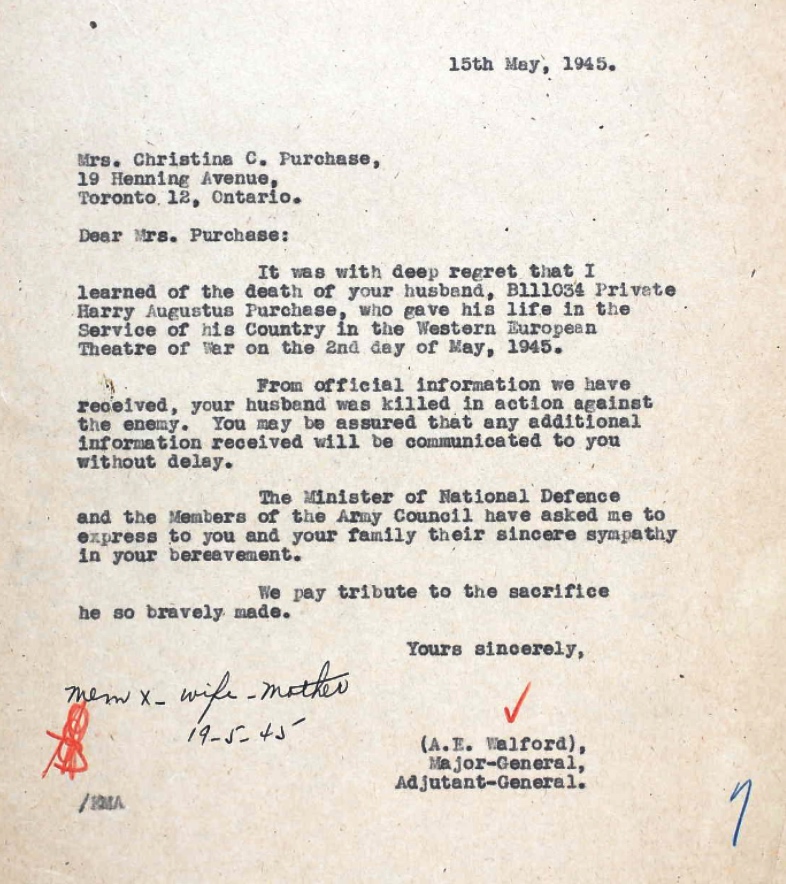 15th May, 1945.
Mrs. Christina C. Purchase,
19 Henning Avenue,
Toronto 12, Ontario.
Dear Mrs. Purchase:
It was with deep regret that I
learned of the death of your husband, B111034 Private
Harry Augustus Purchase, who gave his life in the
Service of his Country in the Western European
Theatre of War on the 2nd day of May, 1945.
From official information we have
received, your husband was killed in action against
the enemy. You may be assured that any additional
information received will be communicated to you
without delay.
The Minister of National Defence
and the Members of the Army Council have asked me to
express to you and your family their sincere sympathy
in your bereavement.
We pay tribute to the sacrifice
he so bravely made.
Yours sincerely,
mem x - wife - mother
19-5-45
(A.E. Walford),
Major-General,
Adjutant-General.